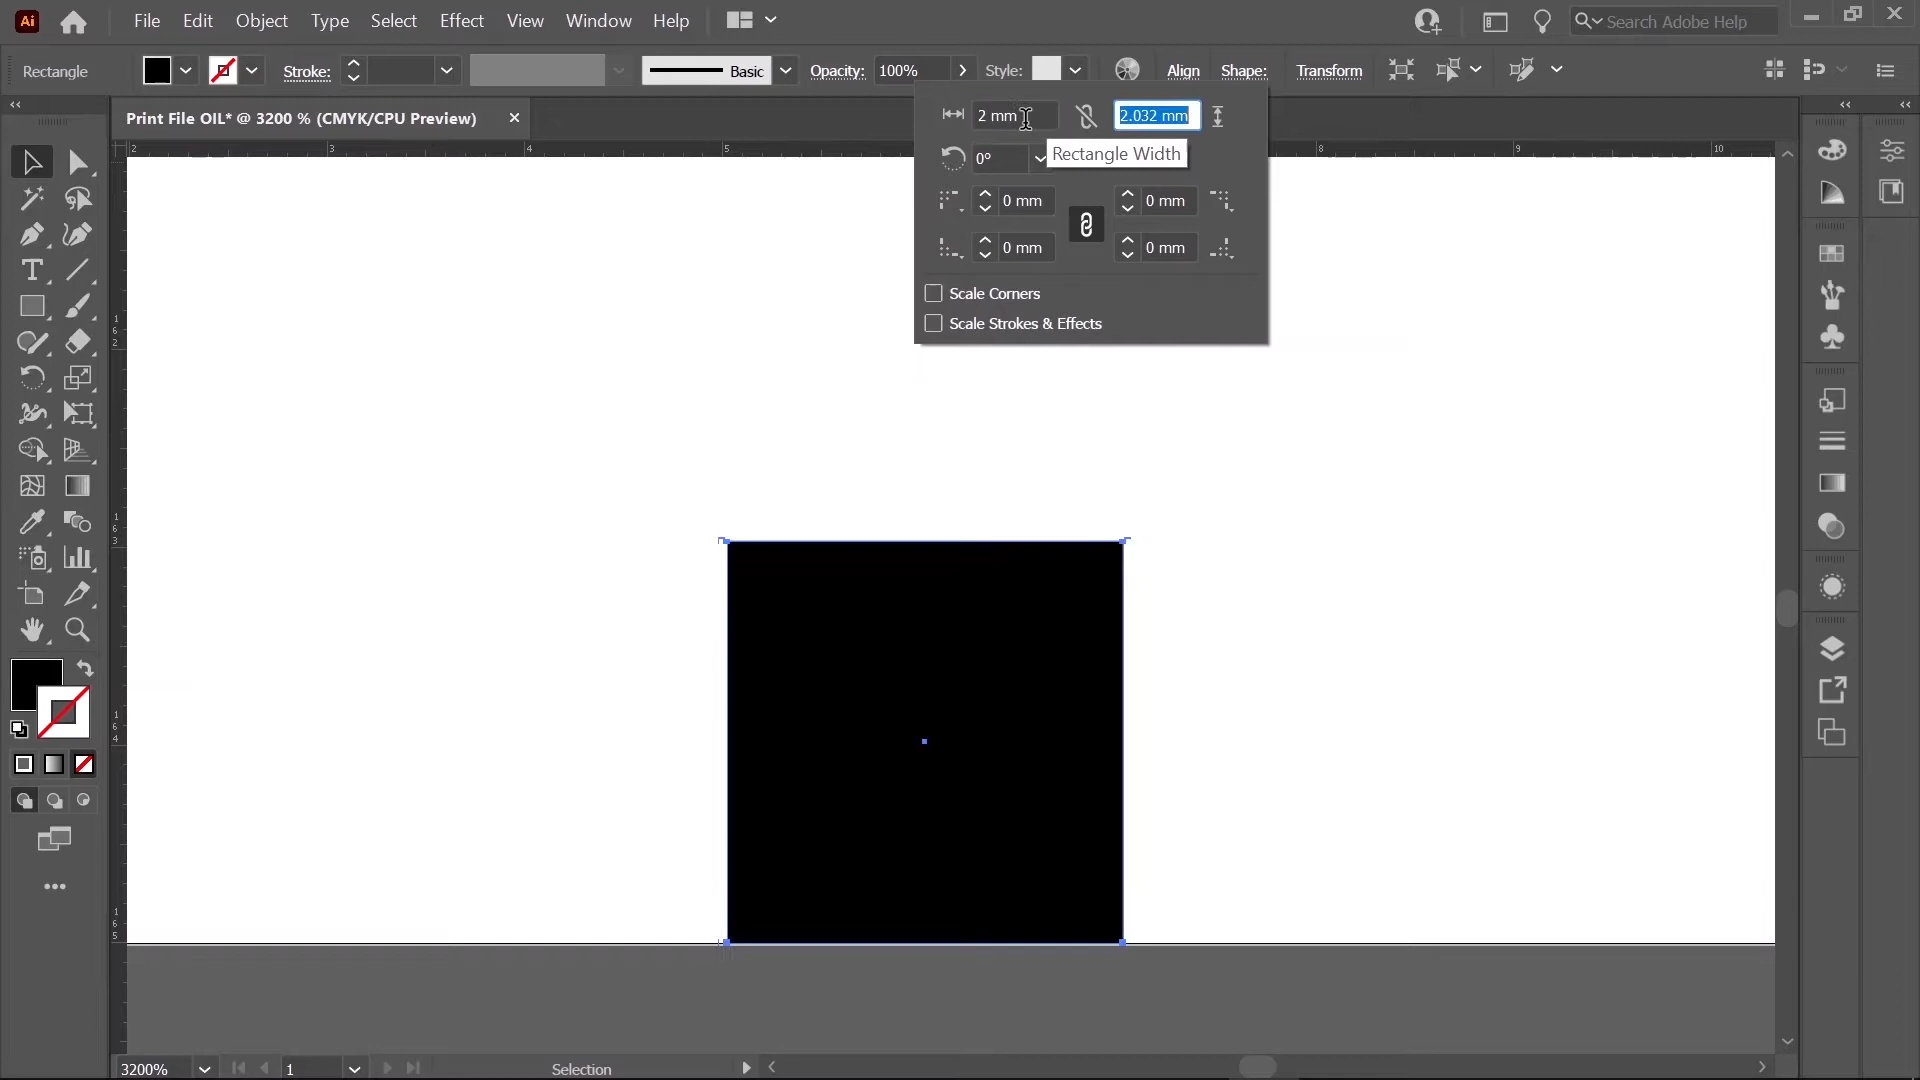 Ai File Edit Object Type Select Effect View Window Help Search Adobe Help
Rectangle Stroke: Basic Opacity: 100% Style: Align Shape: Transform
Print File OIL* @ 3200 % (CMYK/CPU Preview)
2 mm 2.032 mm
2 3 4 5 8 9 10
0° Rectangle Width
0 mm 0 mm
0 mm 0 mm
Scale Corners
Scale Strokes & Effects
1
6
2
1
6
3
1
6
4
1
6
5
3200% 1 Selection